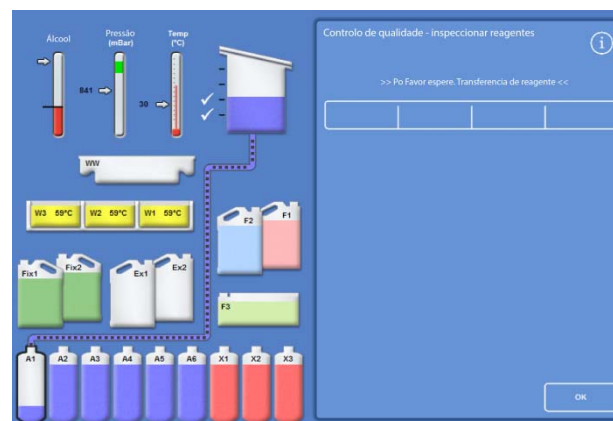 Álcool
Pressão
(mBar)
Temp
(°C)
841
30
WW
W3 59°C
W2 59°C
W1 59°C
F2
F1
Fix1
Fix2
Ex1
Ex2
F3
A1
A2
A3
A4
A5
A6
X1
X2
X3
Controlo de qualidade - inspeccionar reagentes
i
>> Po Favor espere. Transferencia de reagente <<
OK